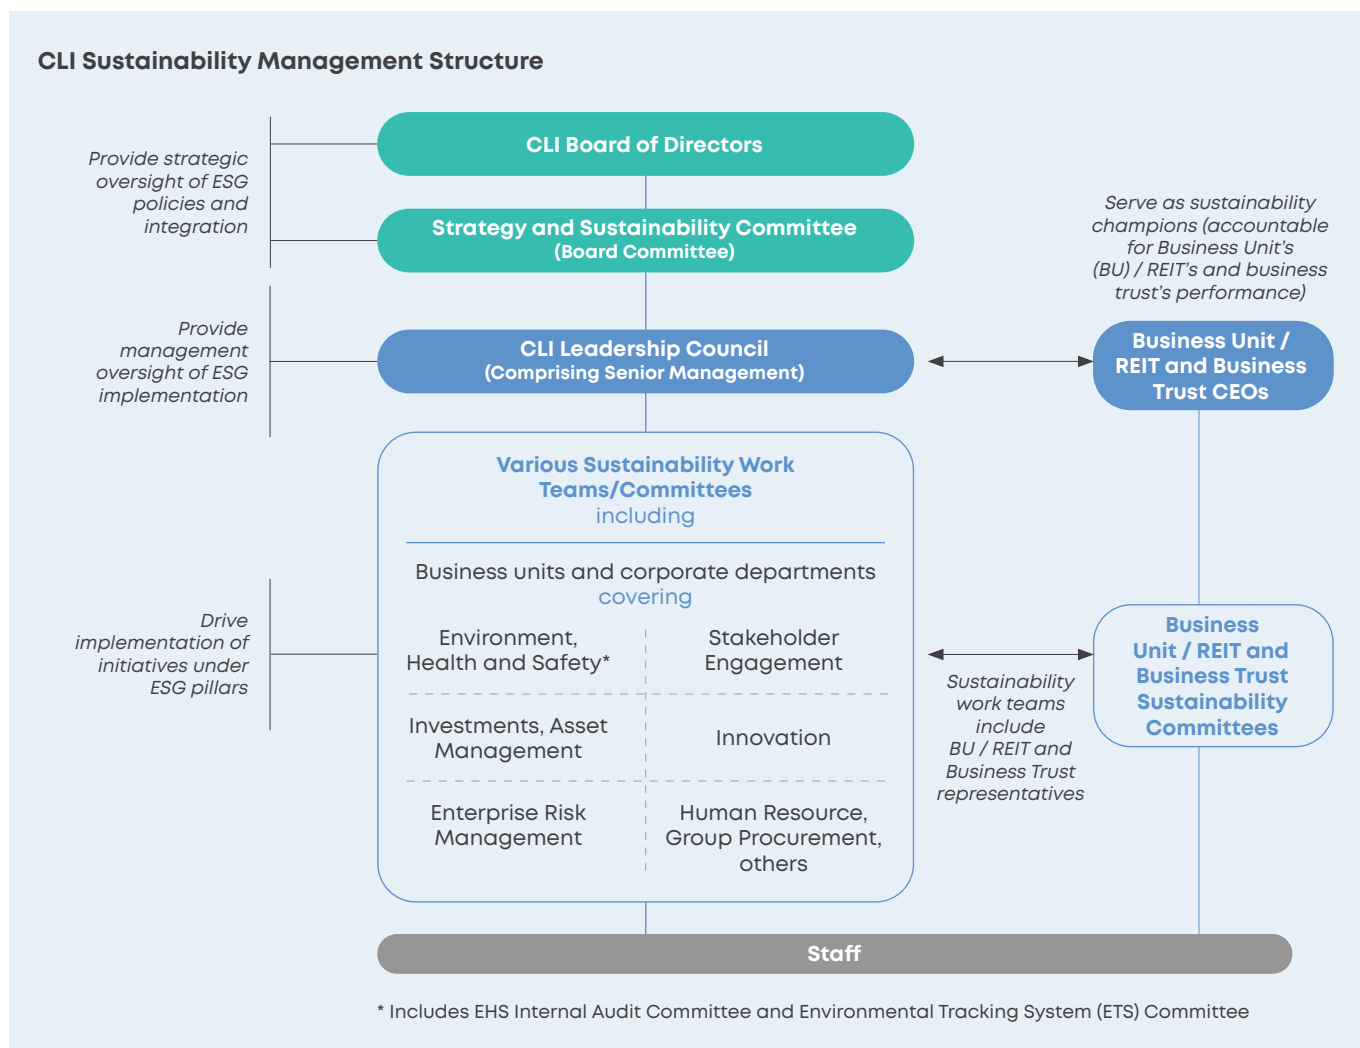 CLI Sustainability Management Structure
Provide strategic
oversight of ESG
policies and
integration
CLI Board of Directors
Strategy and Sustainability Committee
(Board Committee)
Serve as sustainability
champions (accountable
for Business Unit's
(BU) / REIT's and business
trust's performance)
Provide
management
oversight of ESG
implementation
CLI Leadership Council
(Comprising Senior Management)
Business Unit /
REIT and Business
Trust CEOs
Various Sustainability Work
Teams/Committees
including
Business units and corporate departments
covering
Drive
implementation of
initiatives under
ESG pillars
Environment,
Health and Safety*
Stakeholder
Engagement
Investments, Asset
Management
Innovation
Enterprise Risk
Management
Human Resource,
Group Procurement,
others
Business
Unit / REIT and
Business Trust
Sustainability
Committees
Sustainability
work teams
include
BU / REIT and
Business Trust
representatives
Staff
* Includes EHS Internal Audit Committee and Environmental Tracking System (ETS) Committee